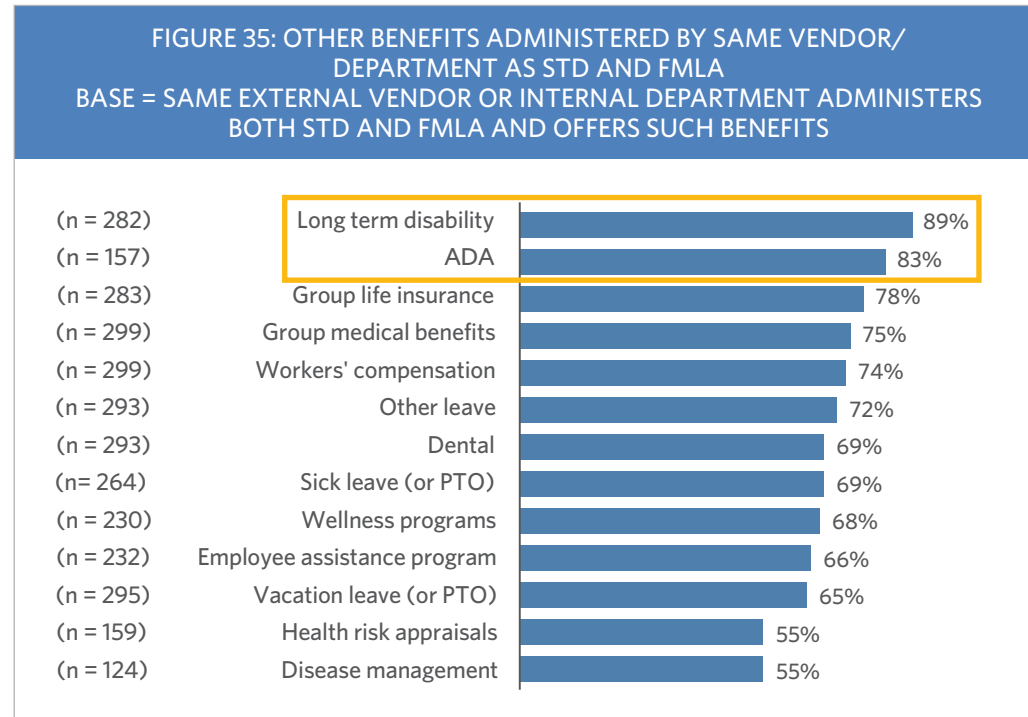 FIGURE 35: OTHER BENEFITS ADMINISTERED BY SAME VENDOR/
DEPARTMENT AS STD AND FMLA
BASE = SAME EXTERNAL VENDOR OR INTERNAL DEPARTMENT ADMINISTERS
BOTH STD AND FMLA AND OFFERS SUCH BENEFITS
(n = 282) Long term disability 89%
(n = 157) ADA 83%
(n = 283) Group life insurance 78%
(n = 299) Group medical benefits 75%
(n = 299) Workers' compensation 74%
(n = 293) Other leave 72%
(n = 293) Dental 69%
(n= 264) Sick leave (or PTO) 69%
(n = 230) Wellness programs 68%
(n = 232) Employee assistance program 66%
(n = 295) Vacation leave (or PTO) 65%
(n = 159) Health risk appraisals 55%
(n = 124) Disease management 55%